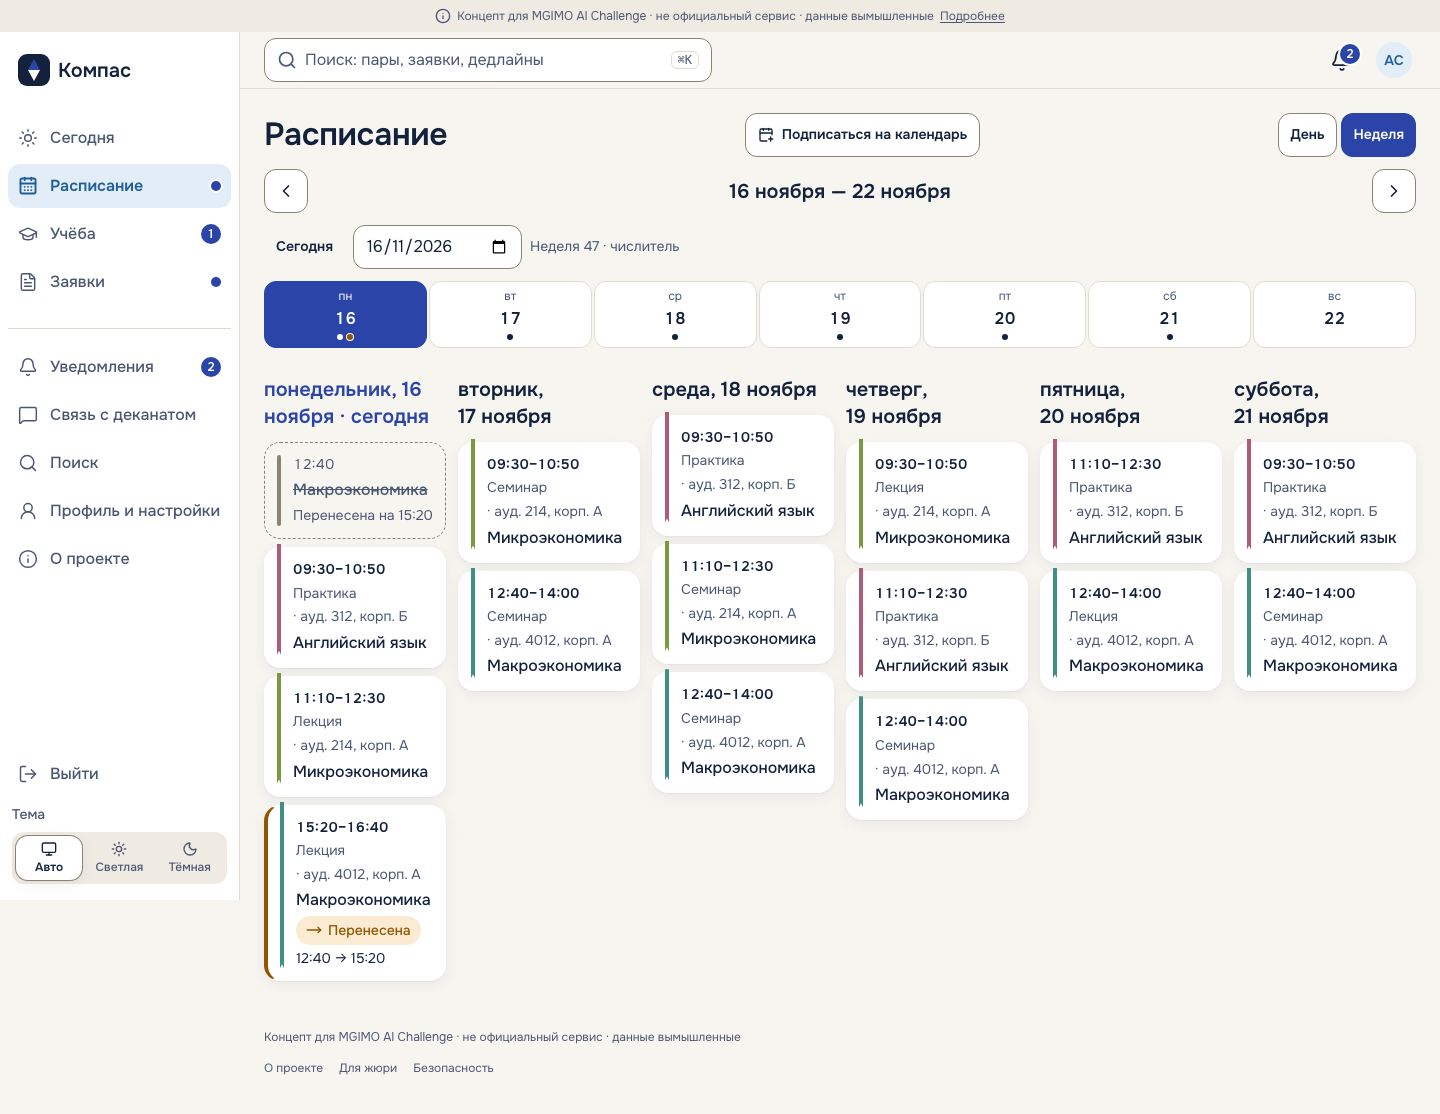 Концепт для MGIMO AI Challenge · не официальный сервис · данные вымышленные Подробнее
Компас
Поиск: пары, заявки, дедлайны
⌘K
2
АС
Сегодня
Расписание
Учёба
1
Заявки
Уведомления
2
Связь с деканатом
Поиск
Профиль и настройки
О проекте
Выйти
Тема
Авто
Светлая
Тёмная
Расписание
Подписаться на календарь
День
Неделя
16 ноября — 22 ноября
Сегодня
16/11/2026
Неделя 47 · числитель
пн
16
вт
17
ср
18
чт
19
пт
20
сб
21
вс
22
понедельник, 16
ноября · сегодня
12:40
Макроэкономика
Перенесена на 15:20
09:30–10:50
Практика
· ауд. 312, корп. Б
Английский язык
11:10–12:30
Лекция
· ауд. 214, корп. А
Микроэкономика
15:20–16:40
Лекция
· ауд. 4012, корп. А
Макроэкономика
→ Перенесена
12:40 → 15:20
вторник,
17 ноября
09:30–10:50
Семинар
· ауд. 214, корп. А
Микроэкономика
12:40–14:00
Семинар
· ауд. 4012, корп. А
Макроэкономика
среда, 18 ноября
09:30–10:50
Практика
· ауд. 312, корп. Б
Английский язык
11:10–12:30
Семинар
· ауд. 214, корп. А
Микроэкономика
12:40–14:00
Семинар
· ауд. 4012, корп. А
Макроэкономика
четверг,
19 ноября
09:30–10:50
Лекция
· ауд. 214, корп. А
Микроэкономика
11:10–12:30
Практика
· ауд. 312, корп. Б
Английский язык
12:40–14:00
Семинар
· ауд. 4012, корп. А
Макроэкономика
пятница,
20 ноября
11:10–12:30
Практика
· ауд. 312, корп. Б
Английский язык
12:40–14:00
Лекция
· ауд. 4012, корп. А
Макроэкономика
суббота,
21 ноября
09:30–10:50
Практика
· ауд. 312, корп. Б
Английский язык
12:40–14:00
Семинар
· ауд. 4012, корп. А
Макроэкономика
Концепт для MGIMO AI Challenge · не официальный сервис · данные вымышленные
О проекте
Для жюри
Безопасность